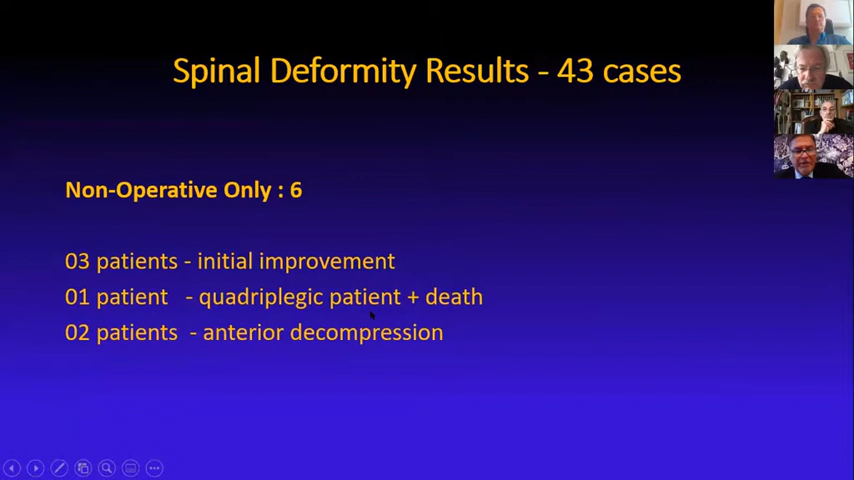 Spinal Deformity Results - 43 cases
Non-Operative Only : 6
03 patients - initial improvement
01 patient - quadriplegic patient + death
02 patients - anterior decompression